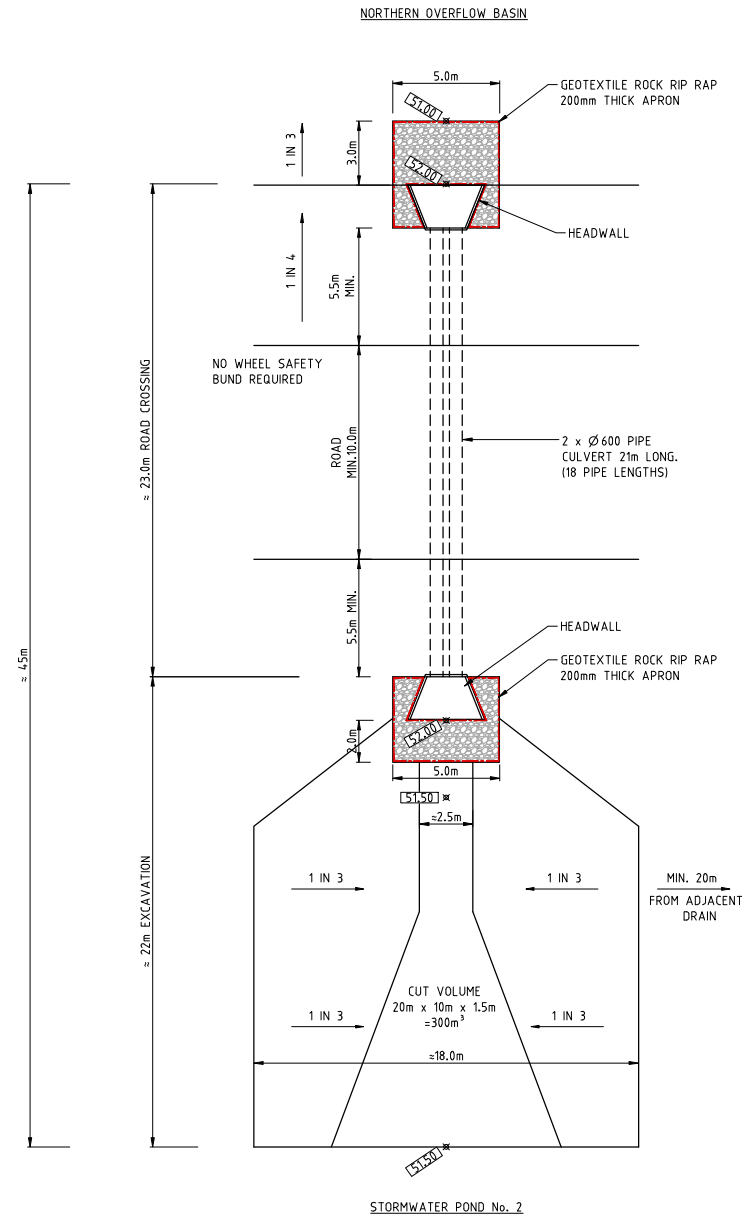 NORTHERN OVERFLOW BASIN
5.0m
GEOTEXTILE ROCK RIP RAP
200mm THICK APRON
51.00
1 IN 3
3.0m
52.00
HEADWALL
1 IN 4
5.5m
MIN.
NO WHEEL SAFETY
BUND REQUIRED
≈ 23.0m ROAD CROSSING
ROAD
MIN.10.0m
2 x Ø600 PIPE
CULVERT 21m LONG.
(18 PIPE LENGTHS)
5.5m MIN.
≈ 45m
HEADWALL
GEOTEXTILE ROCK RIP RAP
200mm THICK APRON
52.00
2.0m
5.0m
51.50
≈2.5m
1 IN 3
1 IN 3
MIN. 20m
FROM ADJACENT
DRAIN
≈ 22m EXCAVATION
CUT VOLUME
20m x 10m x 1.5m
=300m³
1 IN 3
1 IN 3
≈18.0m
51.50
STORMWATER POND No. 2